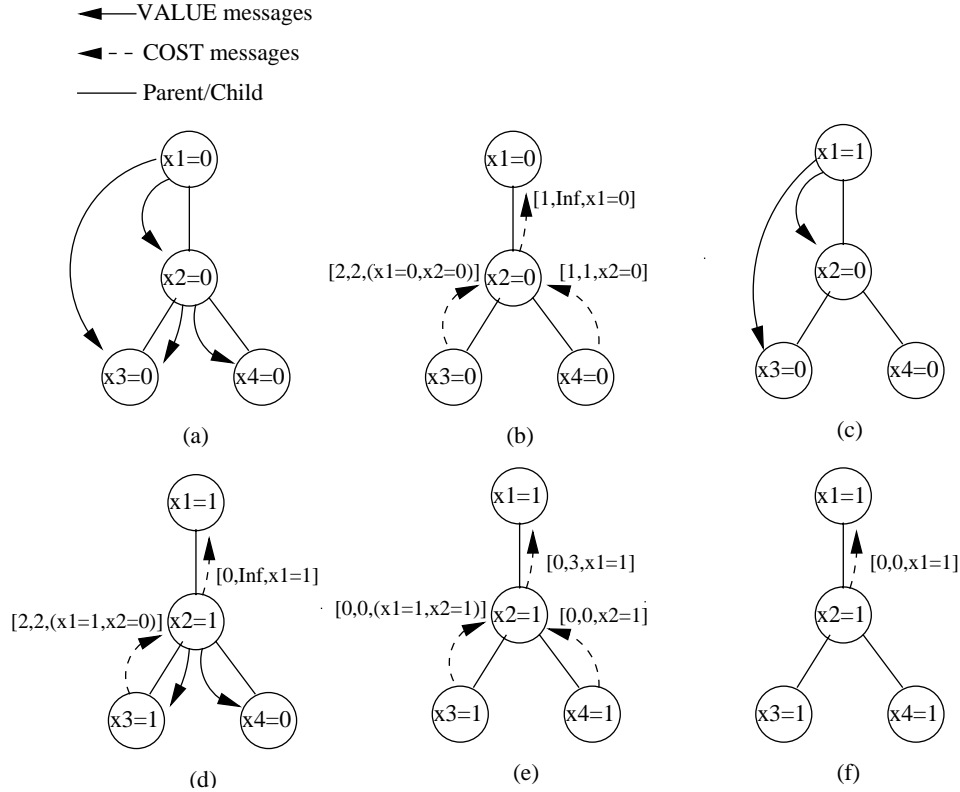 VALUE messages
COST messages
Parent/Child
x1=0
x2=0
x3=0
x4=0
(a)
x1=0
[1,Inf,x1=0]
[2,2,(x1=0,x2=0)]
x2=0
[1,1,x2=0]
x3=0
x4=0
(b)
x1=1
x2=0
x3=0
x4=0
(c)
x1=1
[0,Inf,x1=1]
[2,2,(x1=1,x2=0)]
x2=1
x3=1
x4=0
(d)
x1=1
[0,3,x1=1]
[0,0,(x1=1,x2=1)]
x2=1
[0,0,x2=1]
x3=1
x4=1
(e)
x1=1
[0,0,x1=1]
x2=1
x3=1
x4=1
(f)